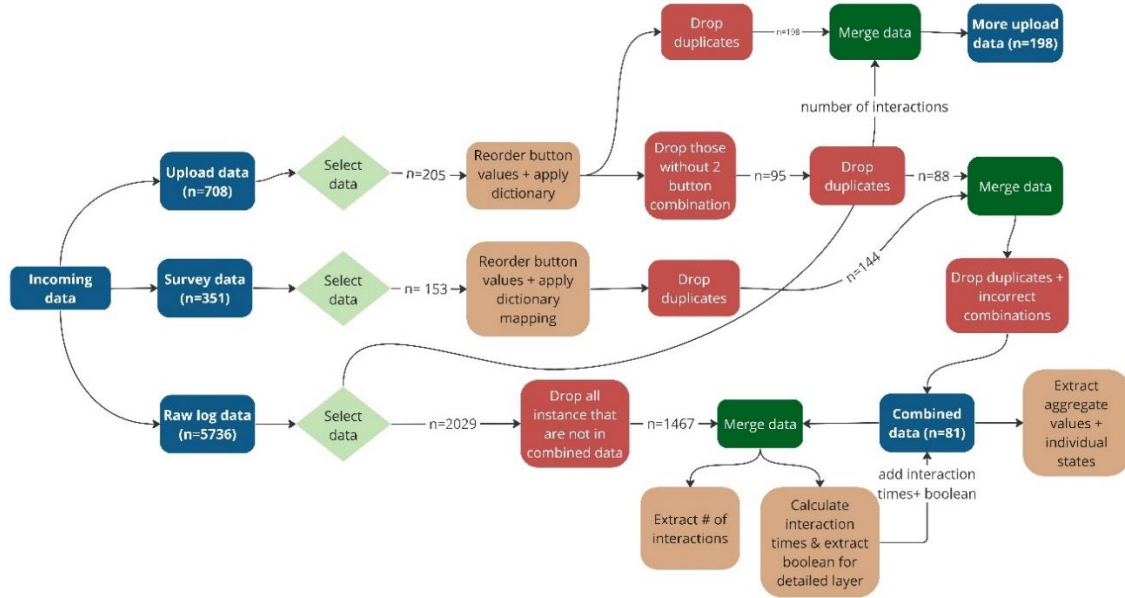 Drop
duplicates
n=198
Merge data
More upload
data (n=198)
number of interactions
Upload data
(n=708)
Select
data
n=205
Reorder button
values + apply
dictionary
Drop those
without 2
button
combination
n=95
Drop
duplicates
n=88
Merge data
Incoming
data
Survey data
(n=351)
Select
data
n= 153
Reorder button
values + apply
dictionary
mapping
Drop
duplicates
n=144
Drop duplicates +
incorrect
combinations
Raw log data
(n=5736)
Select
data
n=2029
Drop all
instance that
are not in
combined data
n=1467
Merge data
Combined
data (n=81)
Extract
aggregate
values +
individual
states
add interaction
times+ boolean
Extract # of
interactions
Calculate
interaction
times & extract
boolean for
detailed layer